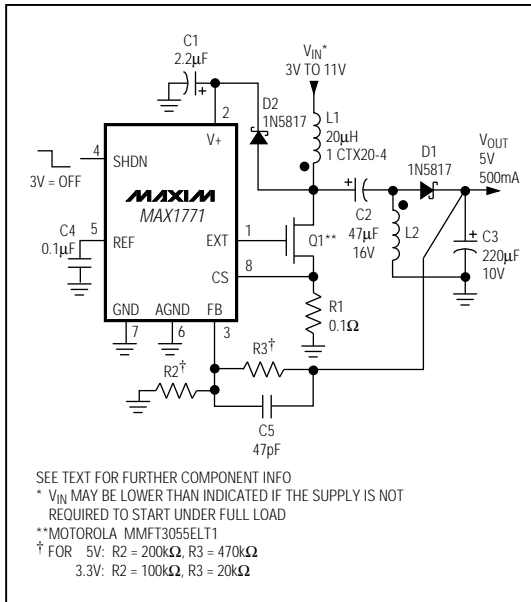 C1
2.2µF
+
2
V+
D2
1N5817
VIN*
3V TO 11V
L1
20µH
1 CTX20-4
D1
1N5817
VOUT
5V
500mA
4
SHDN
3V = OFF
MAXIM
MAX1771
C4
0.1µF
5
REF
EXT
1
Q1**
CS
8
+
C2
47µF
16V
L2
+
C3
220µF
10V
R1
0.1Ω
GND
AGND
FB
7
6
3
R2†
R3†
C5
47pF
SEE TEXT FOR FURTHER COMPONENT INFO
* VIN MAY BE LOWER THAN INDICATED IF THE SUPPLY IS NOT
REQUIRED TO START UNDER FULL LOAD
**MOTOROLA MMFT3055ELT1
† FOR 5V: R2 = 200kΩ, R3 = 470kΩ
3.3V: R2 = 100kΩ, R3 = 20kΩ